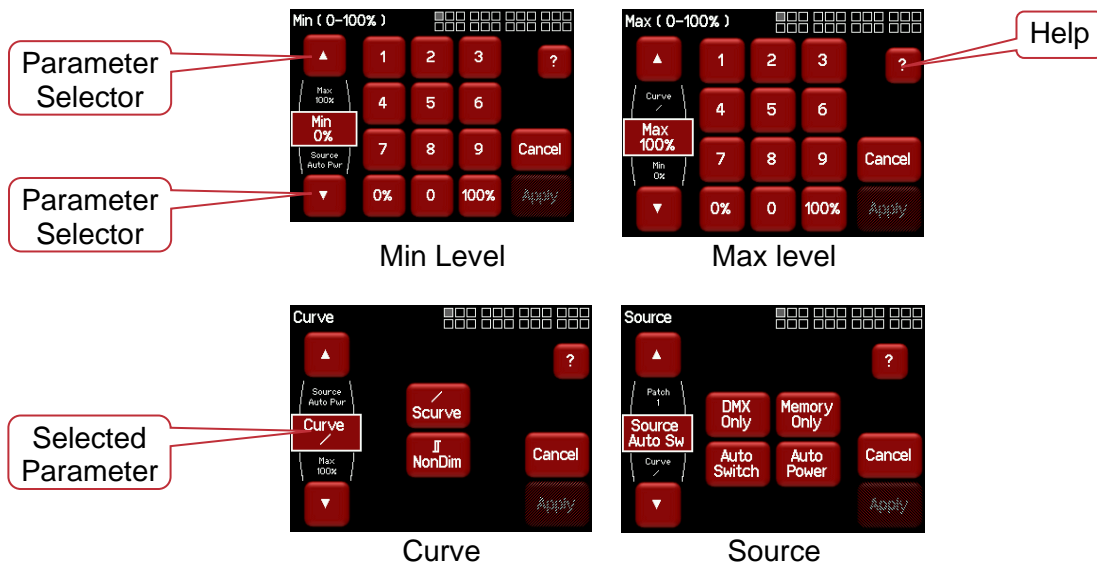 Min ( 0-100% )
▲ 1 2 3 ?
Max
100%
4 5 6
Min
0%
7 8 9 Cancel
Source
Auto Pwr
▼ 0% 0 100% Apply
Min Level
Max ( 0-100% )
▲ 1 2 3 ?
Curve
/
4 5 6
Max
100%
7 8 9 Cancel
Min
0%
▼ 0% 0 100% Apply
Max level
Parameter
Selector
Parameter
Selector
Help
Curve
▲ ?
Source
Auto Pwr
/
Scurve
Curve
/
∬
NonDim
Cancel
Max
100%
▼ Apply
Curve
Selected
Parameter
Source
▲ ?
Patch
1
DMX
Only
Memory
Only
Source
Auto Sw
Auto
Switch
Auto
Power
Cancel
Curve
/
▼ Apply
Source